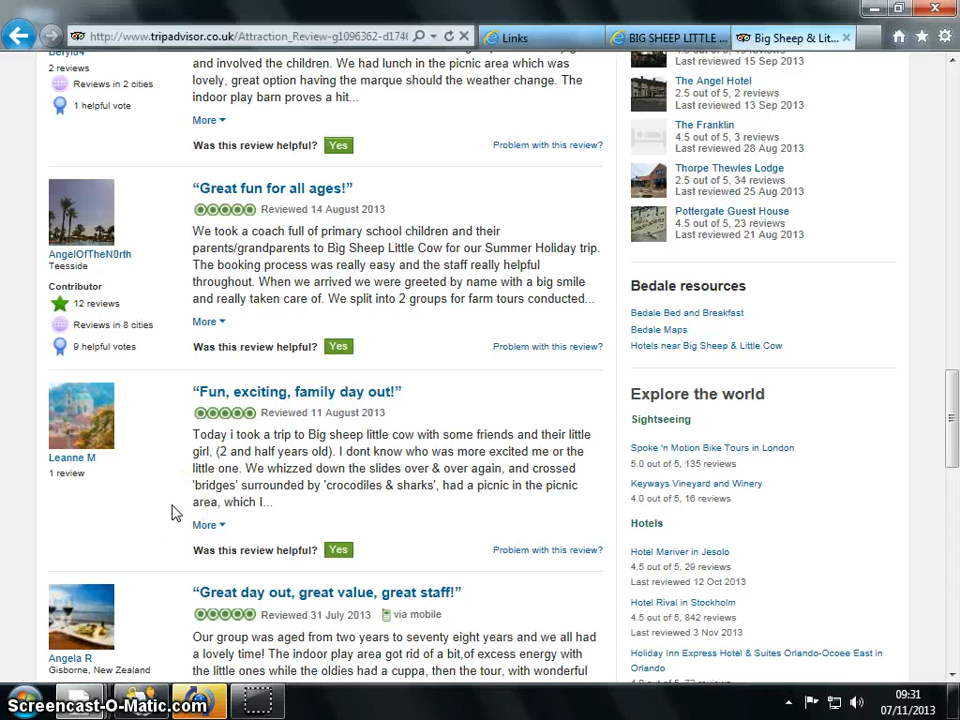 http://www.tripadvisor.co.uk/Attraction_Review-g1096362-d174
Links
BIG SHEEP LITTLE ...
Big Sheep & Lit...
2 reviews
Reviews in 2 cities
1 helpful vote
and involved the children. We had lunch in the picnic area which was
lovely, great option having the marque should the weather change. The
indoor play barn proves a hit...
More
Was this review helpful? Yes
Problem with this review?
“Great fun for all ages!”
Reviewed 14 August 2013
We took a coach full of primary school children and their
parents/grandparents to Big Sheep Little Cow for our Summer Holiday trip.
The booking process was really easy and the staff really helpful
throughout. When we arrived we were greeted by name with a big smile
and really taken care of. We split into 2 groups for farm tours conducted...
More
Was this review helpful? Yes
Problem with this review?
AngelOfTheN0rth
Teesside
Contributor
12 reviews
Reviews in 8 cities
9 helpful votes
“Fun, exciting, family day out!”
Reviewed 11 August 2013
Today i took a trip to Big sheep little cow with some friends and their little
girl, (2 and half years old). I dont know who was more excited me or the
little one. We whizzed down the slides over & over again, and crossed
'bridges' surrounded by 'crocodiles & sharks', had a picnic in the picnic
area, which I...
More
Was this review helpful? Yes
Problem with this review?
Leanne M
1 review
“Great day out, great value, great staff!”
Reviewed 31 July 2013
via mobile
Our group was aged from two years to seventy eight years and we all had
a lovely time! The indoor play area got rid of a bit,of excess energy with
the little ones while the oldies had a cuppa, then the tour, with wonderful
Angela R
Gisborne, New Zealand
Last reviewed 15 Sep 2013
The Angel Hotel
2.5 out of 5, 2 reviews
Last reviewed 13 Sep 2013
The Franklin
4.5 out of 5, 3 reviews
Last reviewed 28 Aug 2013
Thorpe Thewles Lodge
2.5 out of 5, 34 reviews
Last reviewed 25 Aug 2013
Pottergate Guest House
4.5 out of 5, 23 reviews
Last reviewed 21 Aug 2013
Bedale resources
Bedale Bed and Breakfast
Bedale Maps
Hotels near Big Sheep & Little Cow
Explore the world
Sightseeing
Spoke 'n Motion Bike Tours in London
5.0 out of 5, 135 reviews
Keyways Vineyard and Winery
4.0 out of 5, 16 reviews
Hotels
Hotel Mariver in Jesolo
4.5 out of 5, 29 reviews
Last reviewed 12 Oct 2013
Hotel Rival in Stockholm
4.5 out of 5, 842 reviews
Last reviewed 3 Nov 2013
Holiday Inn Express Hotel & Suites Orlando-Ocoee East in
Orlando
Screencast-O-Matic.com
09:31
07/11/2013